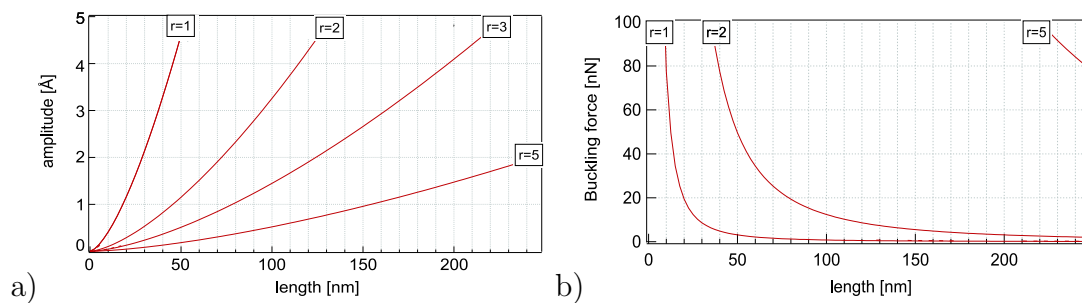 a)
amplitude [Å]
5
4
3
2
1
0
r=1
r=2
r=3
r=5
0
50
100
150
200
length [nm]
b)
Buckling force [nN]
100
80
60
40
20
0
r=1
r=2
r=5
0
50
100
150
200
length [nm]